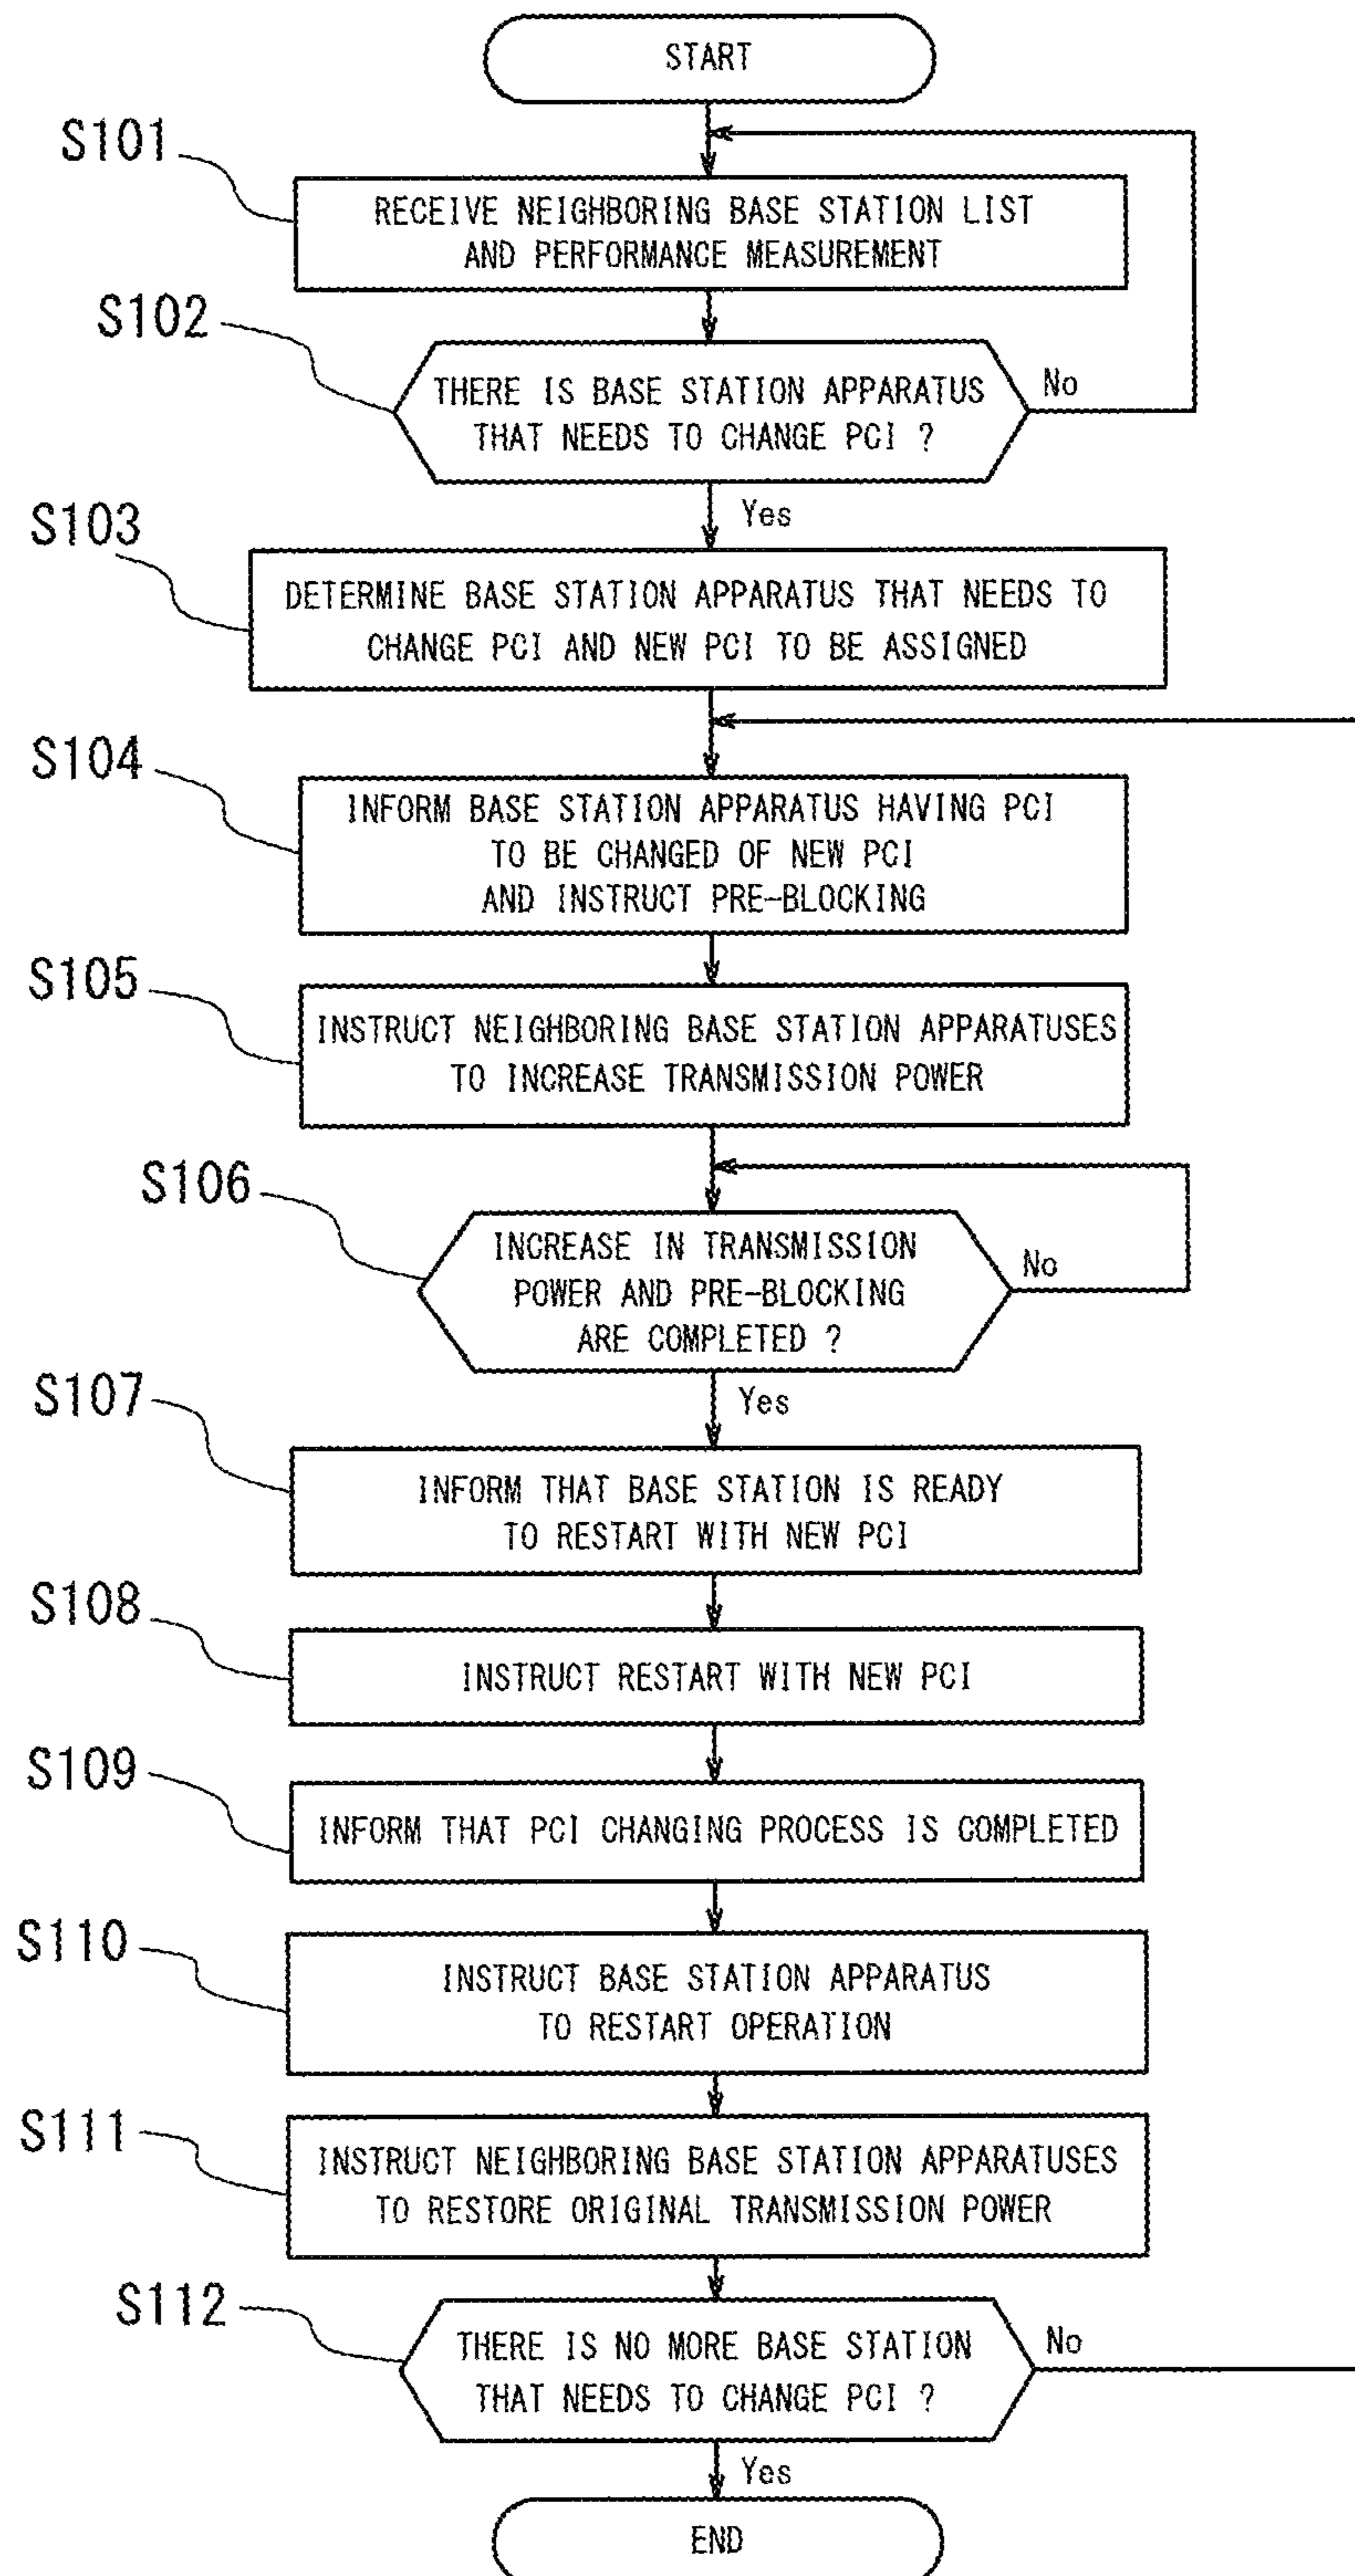 START
S101
RECEIVE NEIGHBORING BASE STATION LIST
AND PERFORMANCE MEASUREMENT
S102
THERE IS BASE STATION APPARATUS
THAT NEEDS TO CHANGE PCI ?
No
Yes
S103
DETERMINE BASE STATION APPARATUS THAT NEEDS TO
CHANGE PCI AND NEW PCI TO BE ASSIGNED
S104
INFORM BASE STATION APPARATUS HAVING PCI
TO BE CHANGED OF NEW PCI
AND INSTRUCT PRE-BLOCKING
S105
INSTRUCT NEIGHBORING BASE STATION APPARATUSES
TO INCREASE TRANSMISSION POWER
S106
INCREASE IN TRANSMISSION
POWER AND PRE-BLOCKING
ARE COMPLETED ?
No
Yes
S107
INFORM THAT BASE STATION IS READY
TO RESTART WITH NEW PCI
S108
INSTRUCT RESTART WITH NEW PCI
S109
INFORM THAT PCI CHANGING PROCESS IS COMPLETED
S110
INSTRUCT BASE STATION APPARATUS
TO RESTART OPERATION
S111
INSTRUCT NEIGHBORING BASE STATION APPARATUSES
TO RESTORE ORIGINAL TRANSMISSION POWER
S112
THERE IS NO MORE BASE STATION
THAT NEEDS TO CHANGE PCI ?
No
Yes
END